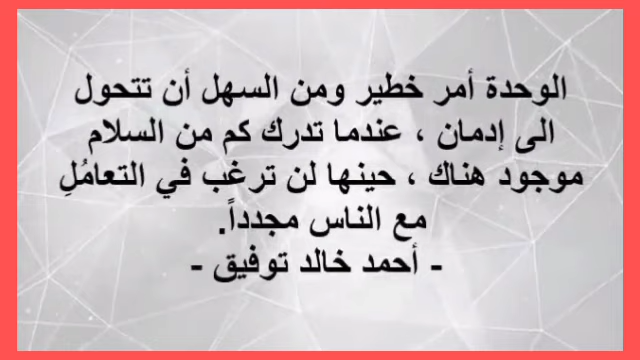 الوحدة أمر خطير ومن السهل أن تتحول
الى إدمان ، عندما تدرك كم من السلام
موجود هناك ، حينها لن ترغب في التعامُلِ
مع الناس مجدداً.
- أحمد خالد توفيق -